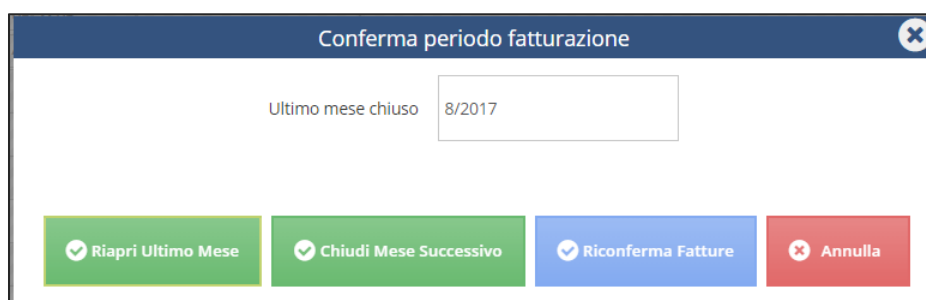 Conferma periodo fatturazione
Ultimo mese chiuso 8/2017
Riapri Ultimo Mese Chiudi Mese Successivo Riconferma Fatture Annulla